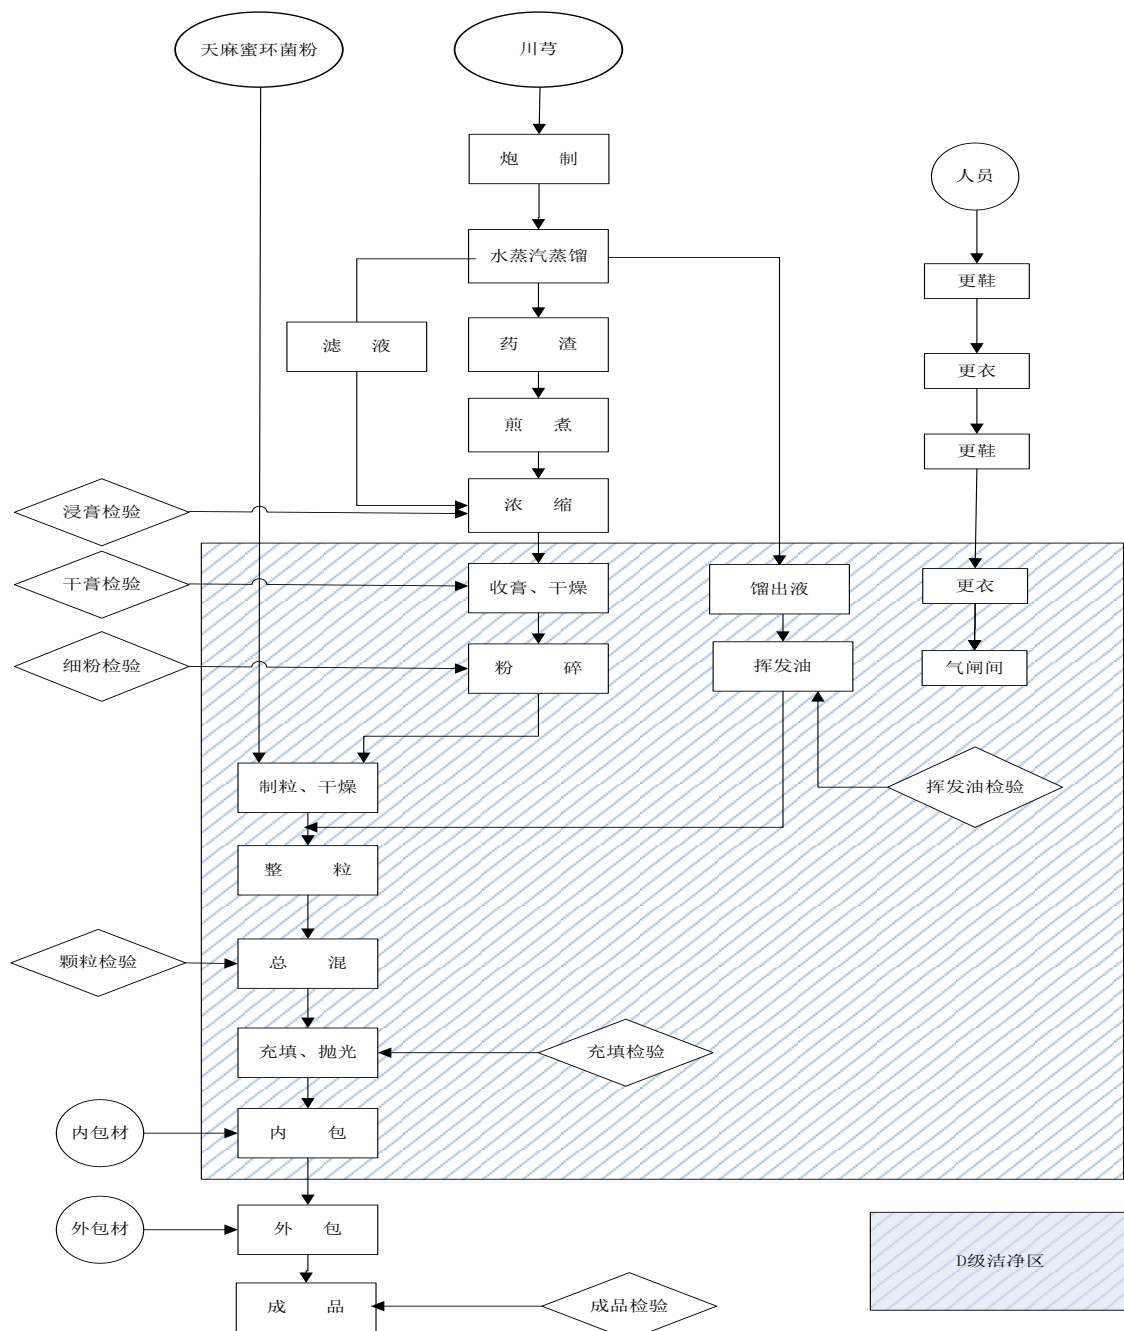 天麻蜜环菌粉
川芎
炮 制
人员
水蒸汽蒸馏
更鞋
滤 液
药 渣
更衣
煎 煮
更鞋
浸膏检验
浓 缩
干膏检验
收膏、干燥
馏出液
更衣
细粉检验
粉 碎
挥发油
气闸间
制粒、干燥
挥发油检验
整 粒
颗粒检验
总 混
充填、抛光
充填检验
内包材
内 包
外包材
外 包
D级洁净区
成 品
成品检验